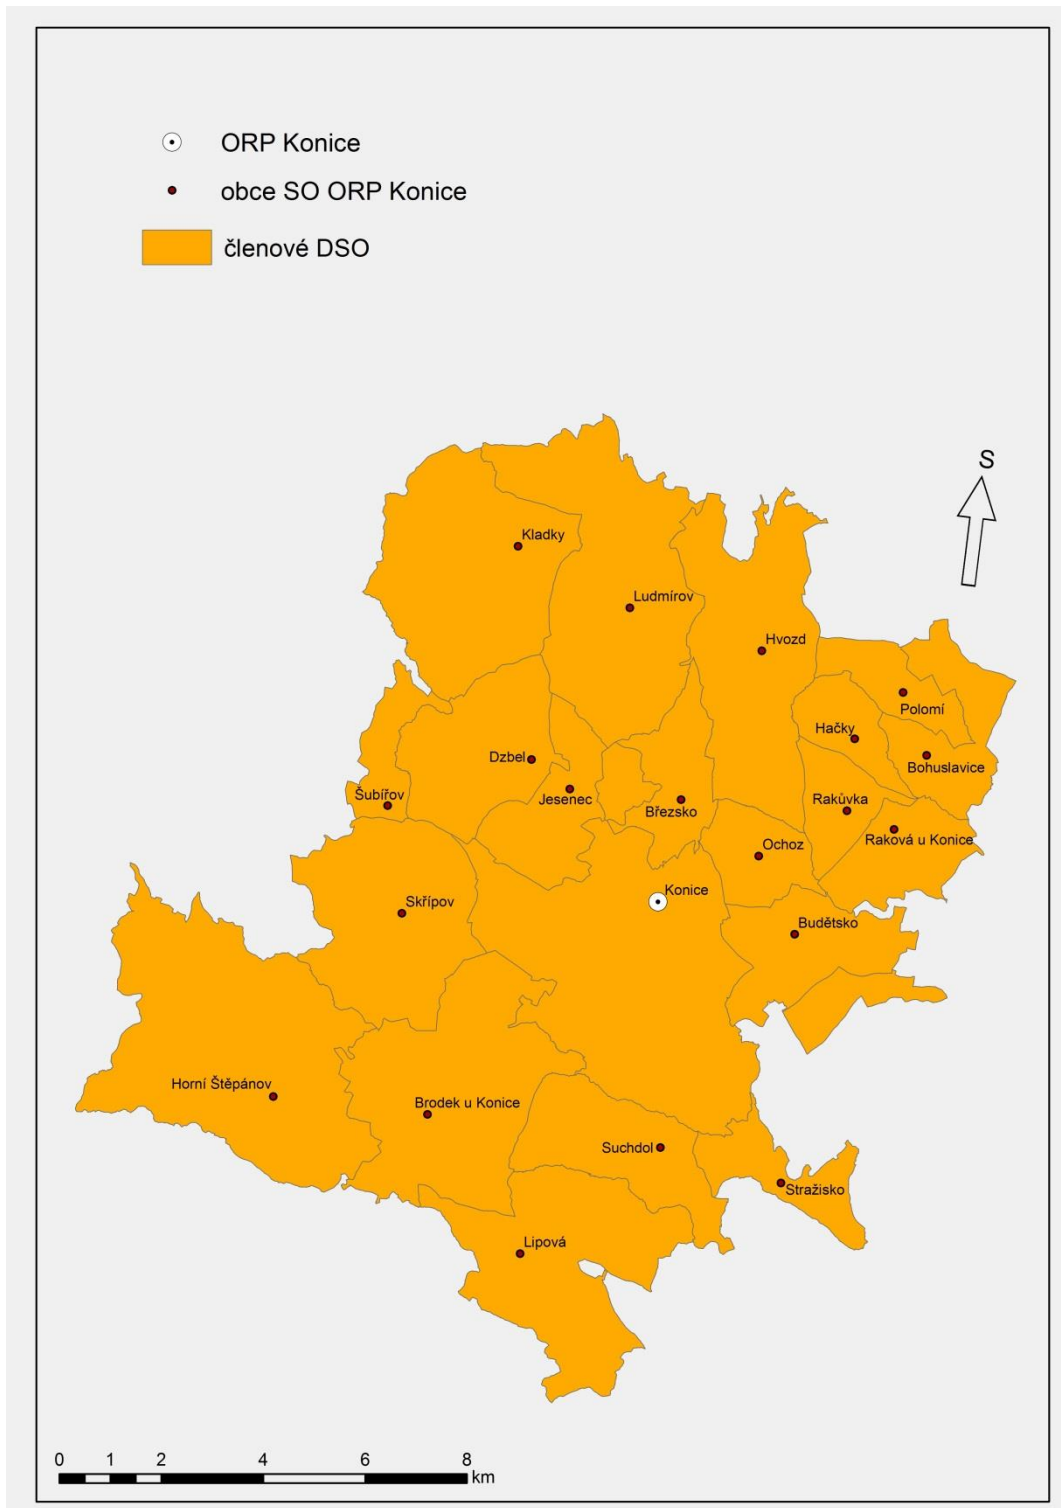 ORP Konice
obce SO ORP Konice
členové DSO
S
Kladky
Ludmírov
Hvozd
Polomí
Hačky
Bohuslavice
Dzbel
Jesenec
Šubířov
Březsko
Rakůvka
Raková u Konice
Ochoz
Konice
Skřípov
Budětsko
Horní Štěpánov
Brodek u Konice
Suchdol
Stražisko
Lipová
0 1 2 4 6 8
km